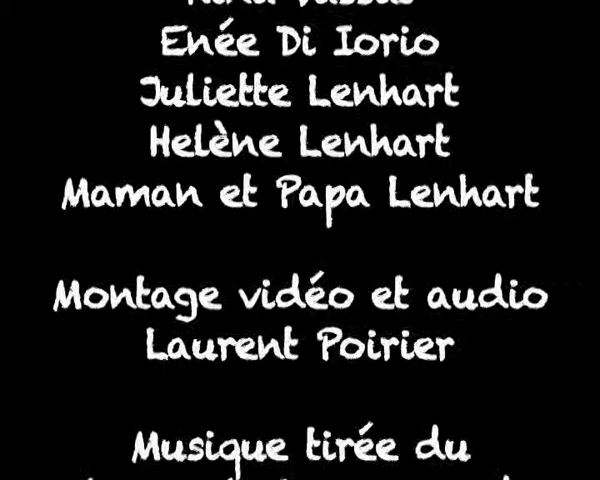 Enée Di Iorio
Juliette Lenhart
Helène Lenhart
Maman et Papa Lenhart
Montage vidéo et audio
Laurent Poirier
Musique tirée du